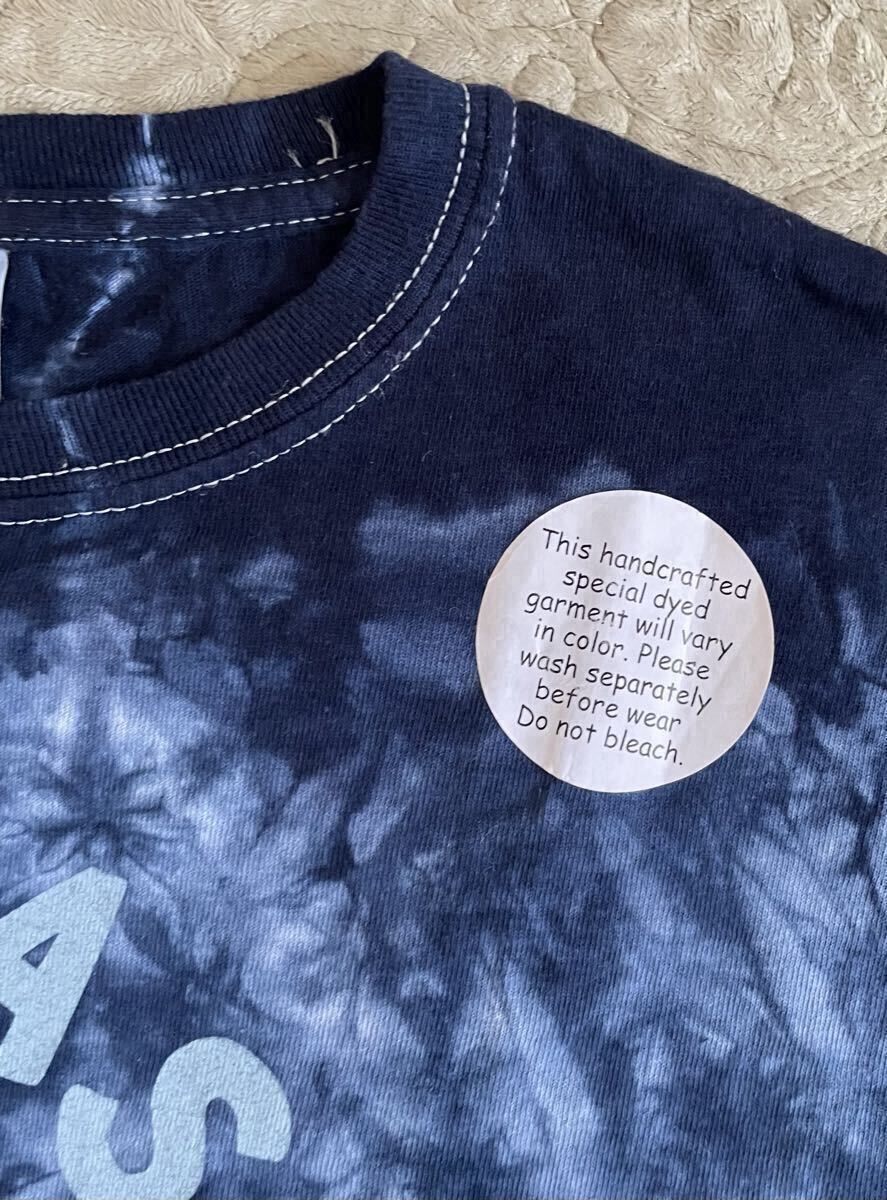 This handcrafted
special dyed
garment will vary
in color. Please
wash separately
before wear
Do not bleach.
A
S